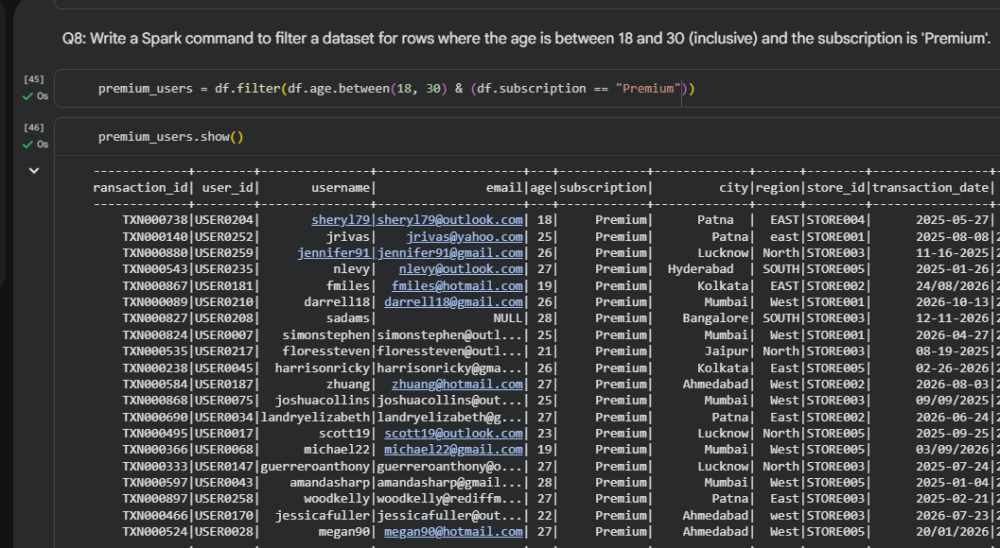 Q8: Write a Spark command to filter a dataset for rows where the age is between 18 and 30 (inclusive) and the subscription is 'Premium'.
[45]
0s
premium_users = df.filter(df.age.between(18, 30) & (df.subscription == "Premium"))
[46]
0s
premium_users.show()
------------+--------+----------------+--------------------+---+------------+------------+------+--------+----------------+
ransaction_id| user_id|        username|               email|age|subscription|        city|region|store_id|transaction_date|
------------+--------+----------------+--------------------+---+------------+------------+------+--------+----------------+
TXN000738|USER0204|        sheryl79|sheryl79@outlook.com| 18|     Premium|     Patna  |  EAST|STORE004|      2025-05-27|
TXN000140|USER0252|          jrivas|    jrivas@yahoo.com| 25|     Premium|       Patna|  east|STORE001|      2025-08-08|2
TXN000880|USER0259|      jennifer91|jennifer91@gmail.com| 26|     Premium|     Lucknow| North|STORE003|      11-16-2025|2
TXN000543|USER0235|           nlevy|   nlevy@outlook.com| 27|     Premium| Hyderabad  | SOUTH|STORE005|      2025-01-26|2
TXN000867|USER0181|          fmiles|  fmiles@hotmail.com| 19|     Premium|     Kolkata|  EAST|STORE002|      24/08/2026|2
TXN000089|USER0210|       darrell18| darrell18@gmail.com| 26|     Premium|      Mumbai|  West|STORE001|      2026-10-13|2
TXN000827|USER0208|          sadams|                NULL| 28|     Premium|   Bangalore| SOUTH|STORE003|      12-11-2026|2
TXN000824|USER0007|    simonstephen|simonstephen@outl...| 25|     Premium|      Mumbai|  West|STORE001|      2026-04-27|2
TXN000535|USER0217|    floressteven|floressteven@outl...| 21|     Premium|      Jaipur| North|STORE003|      08-19-2025|2
TXN000238|USER0045|   harrisonricky|harrisonricky@gma...| 26|     Premium|     Kolkata|  East|STORE005|      02-26-2026|2
TXN000584|USER0187|          zhuang|  zhuang@hotmail.com| 27|     Premium|   Ahmedabad|  West|STORE002|      2026-08-03|2
TXN000868|USER0075|   joshuacollins|joshuacollins@out...| 25|     Premium|      Mumbai|  West|STORE003|      09/09/2025|2
TXN000690|USER0034|landryelizabeth|landryelizabeth@g...| 27|     Premium|       Patna|  East|STORE002|      2026-06-24|2
TXN000495|USER0017|         scott19| scott19@outlook.com| 23|     Premium|     Lucknow| North|STORE005|      2025-09-25|2
TXN000366|USER0068|       michael22| michael22@gmail.com| 19|     Premium|      Mumbai|  West|STORE005|      03/09/2026|2
TXN000333|USER0147|guerreroanthony|guerreroanthony@o...| 27|     Premium|     Lucknow| North|STORE003|      2025-07-24|2
TXN000597|USER0043|     amandasharp|amandasharp@gmail...| 28|     Premium|      Mumbai|  West|STORE005|      2025-01-04|2
TXN000897|USER0258|       woodkelly|woodkelly@rediffm...| 27|     Premium|       Patna|  East|STORE003|      2025-02-21|2
TXN000466|USER0170|   jessicafuller|jessicafuller@out...| 22|     Premium|   Ahmedabad|  west|STORE003|      2026-07-23|2
TXN000524|USER0028|         megan90| megan90@hotmail.com| 27|     Premium|   Ahmedabad|  West|STORE005|      20/01/2026|2